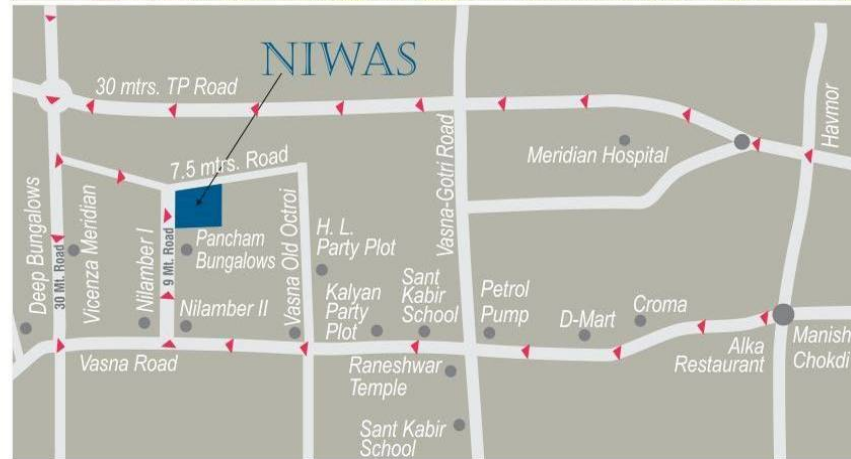 NIWAS
30 mtrs. TP Road
7.5 mtrs. Road
Meridian Hospital
Havmor
Vasna-Gotri Road
Deep Bungalows
30 Mt. Road
Vicenza Meridian
Nilamber I
9 Mt. Road
Pancham
Bungalows
Nilamber II
Vasna Old Octroi
H. L.
Party Plot
Kalyan
Party
Plot
Sant
Kabir
School
Petrol
Pump
D-Mart
Croma
Alka
Restaurant
Manish
Chokdi
Vasna Road
Raneshwar
Temple
Sant Kabir
School